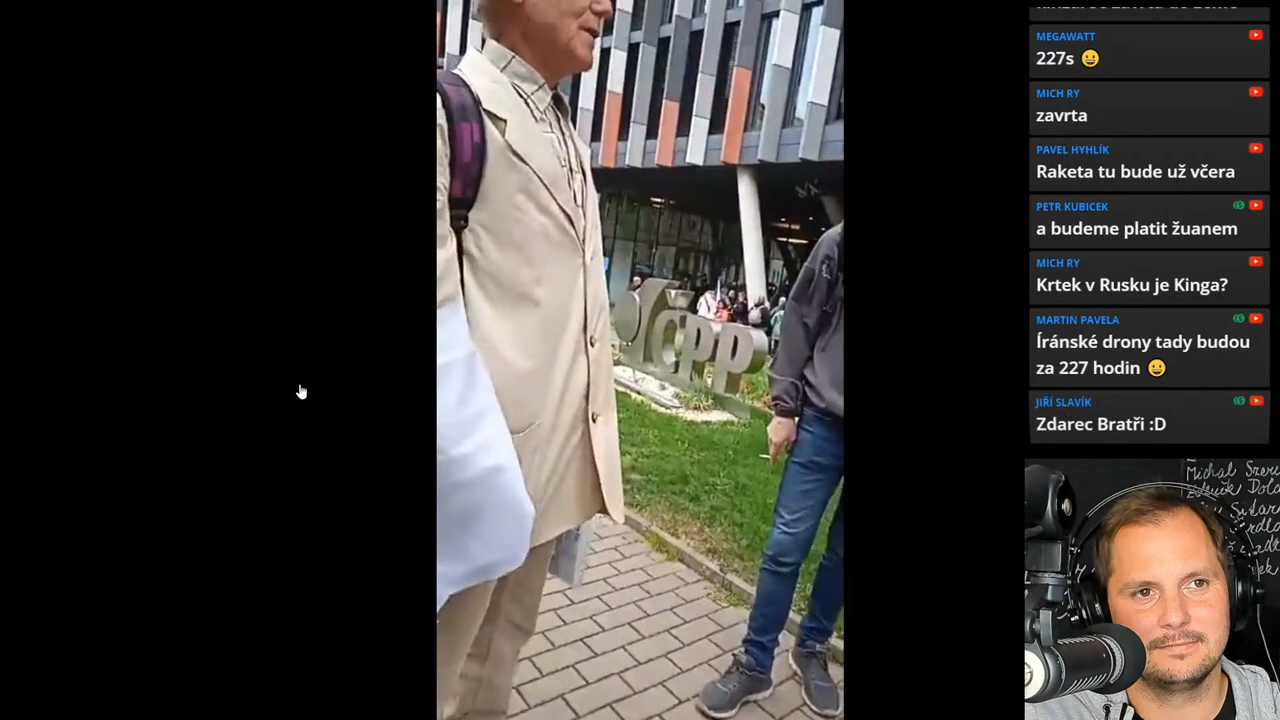 ČPP
MEGAWATT
227s 😀
MICH RY
zavrta
PAVEL HYHLÍK
Raketa tu bude už včera
PETR KUBICEK
a budeme platit žuanem
MICH RY
Krtek v Rusku je Kinga?
MARTIN PAVELA
Íránské drony tady budou
za 227 hodin 😀
JIŘÍ SLAVÍK
Zdarec Bratři :D
Michal